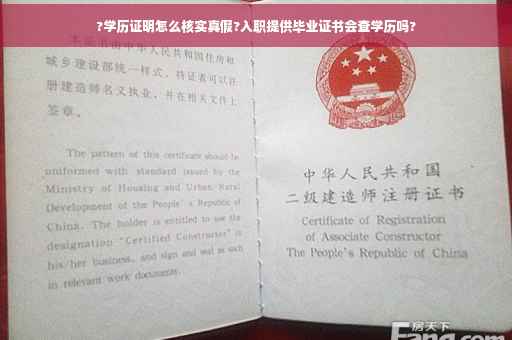 ?学历证明怎么核实真假?入职提供毕业证书会查学历吗?
本证书由中华人民共和国住房和
城乡建设部统一样式，持证者可以注
册建造师名义执业，并在相关文件上
签章。
The pattern of this certificate should be
uniformed with standard issued by the
Ministry of Housing and Urban Rural
Development of the People's Republic of
China. The holder is entitled to use the
designation "Certified Constructor" in
his/her business, and sign and seal as such
in relevant work documents.
中华人民共和国
二级建造师注册证书
Certificate of Registration
of Associate Constructor
The People's Republic of China
房天下
Fang.com